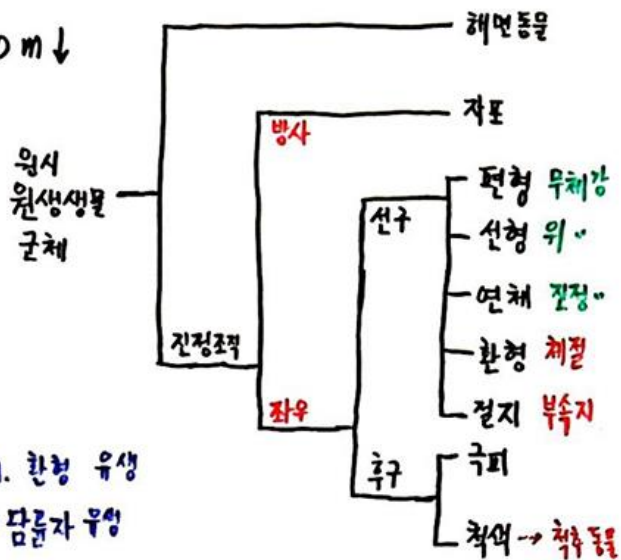 0 m ↓
해면동물
자포
방사
원시
원생생물
군체
편형 무체강
선구
선형 위 〃
연체 진정 〃
진정조직
환형 체절
좌우
절지 부속지
극피
후구
환형 유생
담륜자 유생
척색 → 척추동물